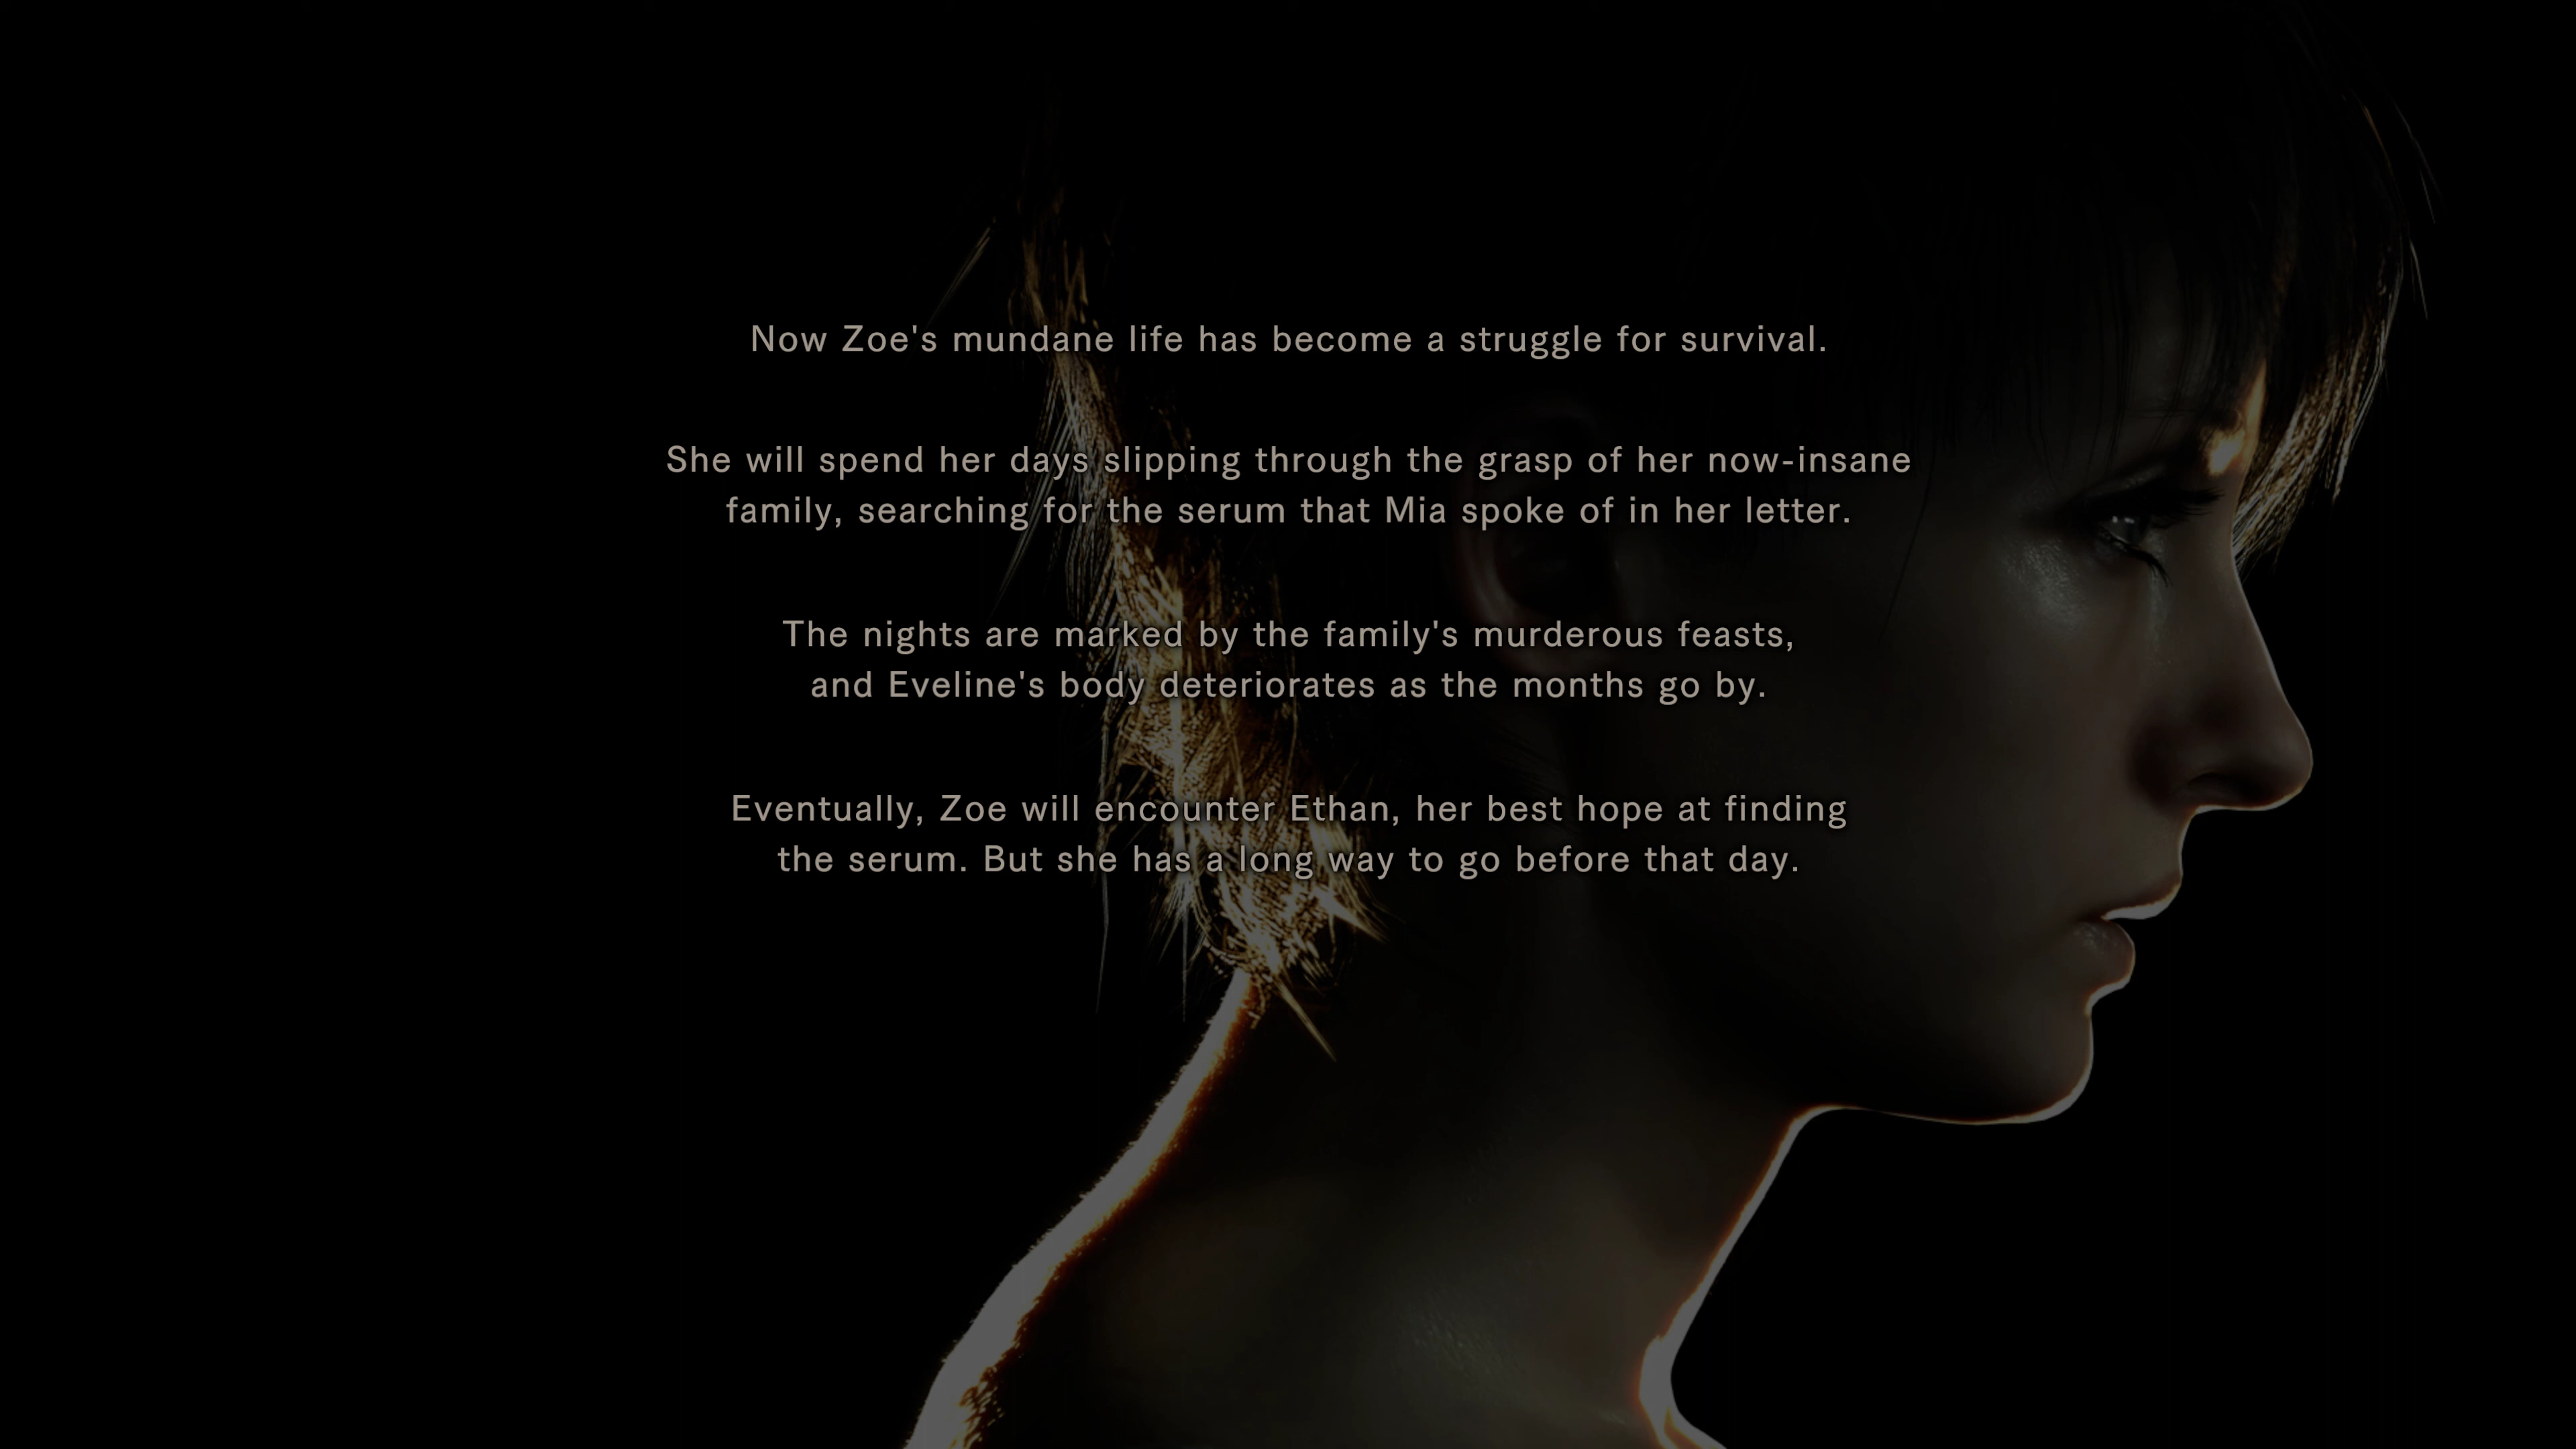 Now Zoe's mundane life has become a struggle for survival.
She will spend her days slipping through the grasp of her now-insane
family, searching for the serum that Mia spoke of in her letter.
The nights are marked by the family's murderous feasts,
and Eveline's body deteriorates as the months go by.
Eventually, Zoe will encounter Ethan, her best hope at finding
the serum. But she has a long way to go before that day.